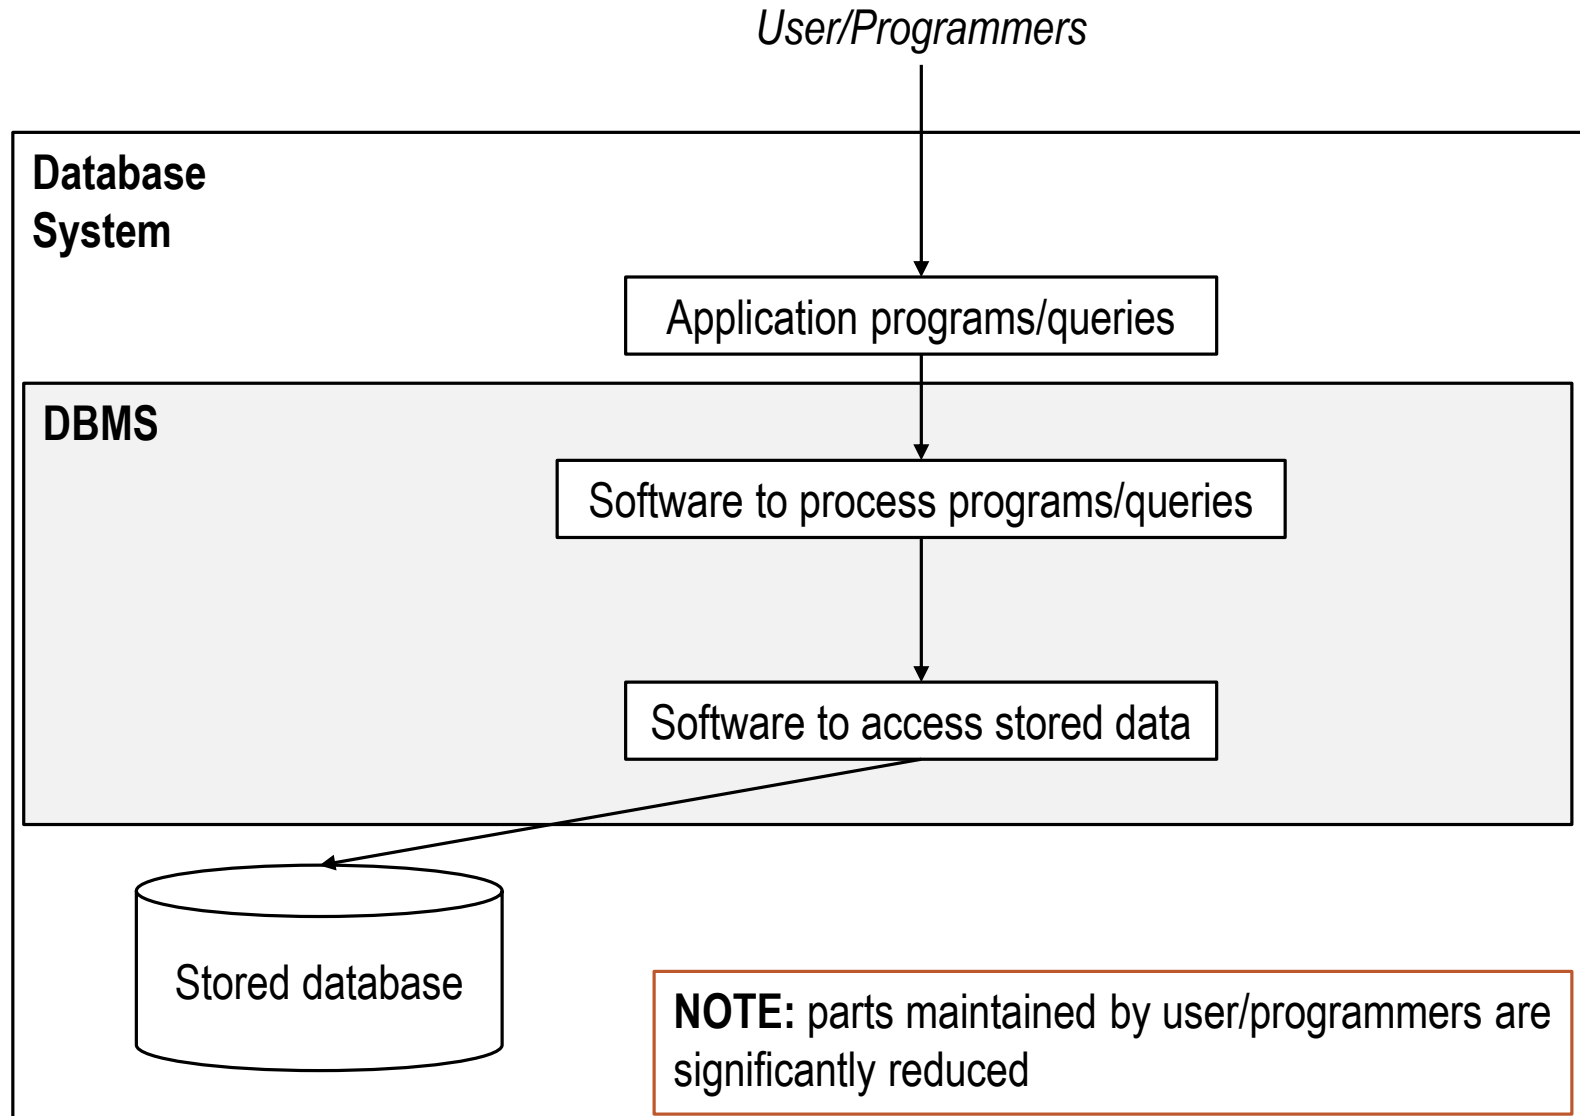 User/Programmers
Database
System
Application programs/queries
DBMS
Software to process programs/queries
Software to access stored data
Stored database
NOTE: parts maintained by user/programmers are
significantly reduced